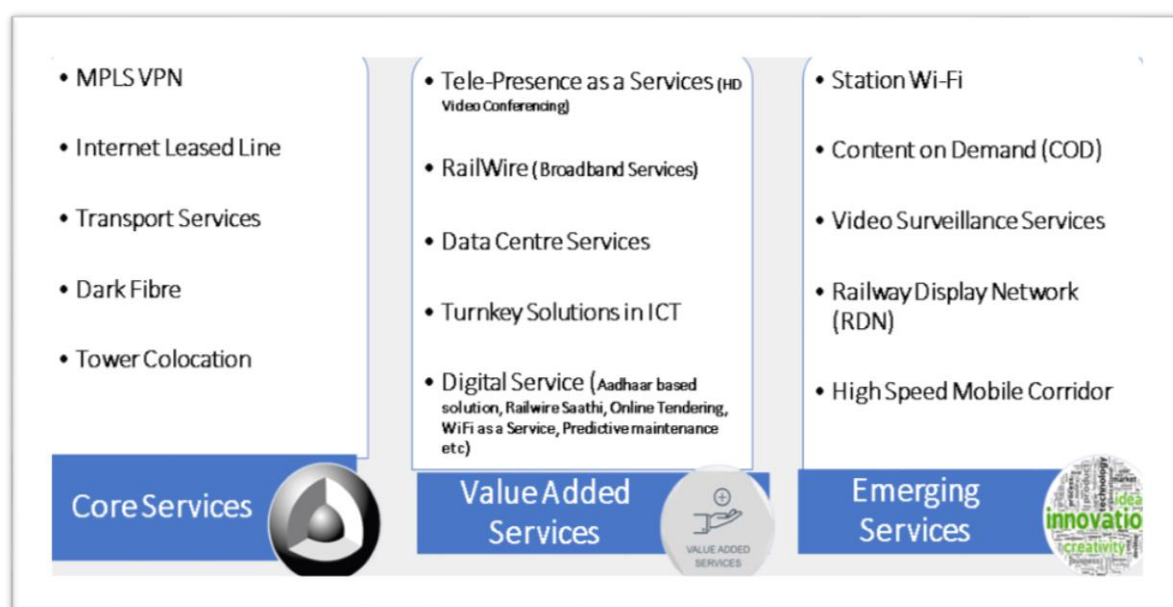 • MPLS VPN
• Internet Leased Line
• Transport Services
• Dark Fibre
• Tower Colocation
Core Services
• Tele-Presence as a Services (HD
Video Conferencing)
• RailWire (Broadband Services)
• Data Centre Services
• Turnkey Solutions in ICT
• Digital Service (Aadhaar based
solution, Railwire Saathi, Online Tendering,
WiFi as a Service, Predictive maintenance
etc)
Value Added
Services
VALUE ADDED
SERVICES
• Station Wi-Fi
• Content on Demand (COD)
• Video Surveillance Services
• Railway Display Network
(RDN)
• High Speed Mobile Corridor
Emerging
Services
technology
market
idea
innovatio
creativity